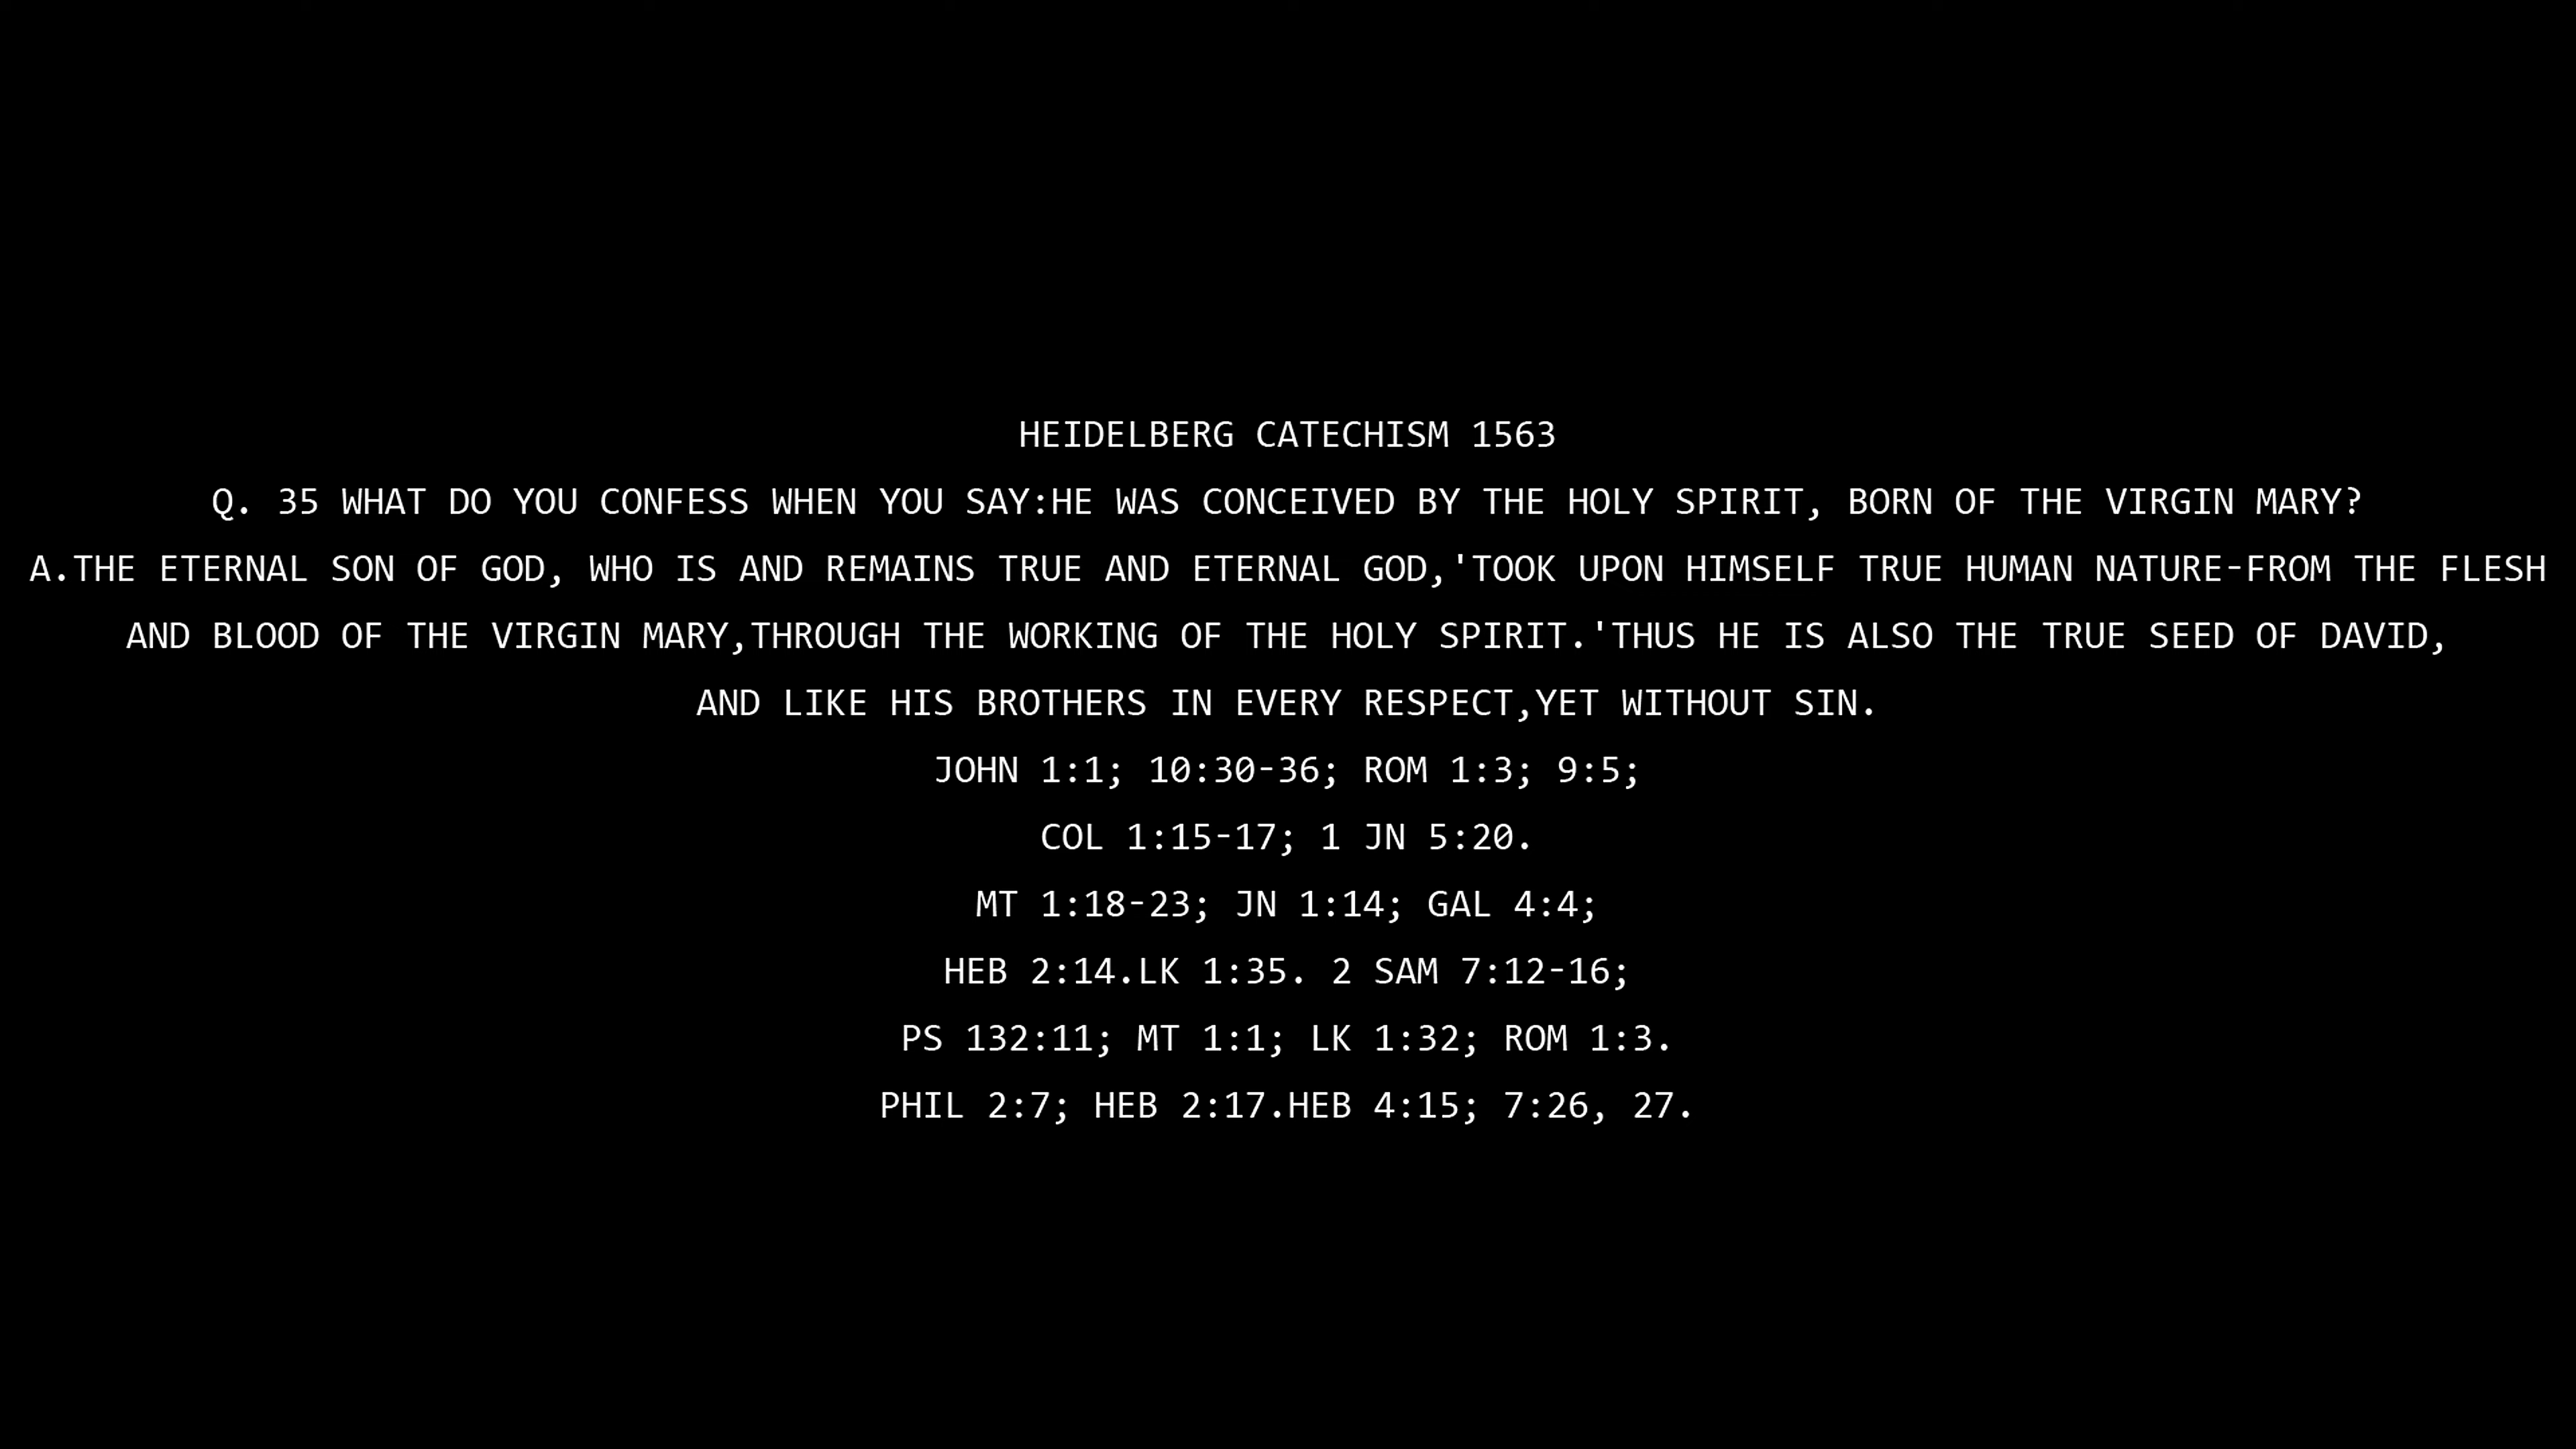 HEIDELBERG CATECHISM 1563
Q. 35 WHAT DO YOU CONFESS WHEN YOU SAY:HE WAS CONCEIVED BY THE HOLY SPIRIT, BORN OF THE VIRGIN MARY?
A.THE ETERNAL SON OF GOD, WHO IS AND REMAINS TRUE AND ETERNAL GOD,'TOOK UPON HIMSELF TRUE HUMAN NATURE-FROM THE FLESH
AND BLOOD OF THE VIRGIN MARY,THROUGH THE WORKING OF THE HOLY SPIRIT.'THUS HE IS ALSO THE TRUE SEED OF DAVID,
AND LIKE HIS BROTHERS IN EVERY RESPECT,YET WITHOUT SIN.
JOHN 1:1; 10:30-36; ROM 1:3; 9:5;
COL 1:15-17; 1 JN 5:20.
MT 1:18-23; JN 1:14; GAL 4:4;
HEB 2:14.LK 1:35. 2 SAM 7:12-16;
PS 132:11; MT 1:1; LK 1:32; ROM 1:3.
PHIL 2:7; HEB 2:17.HEB 4:15; 7:26, 27.